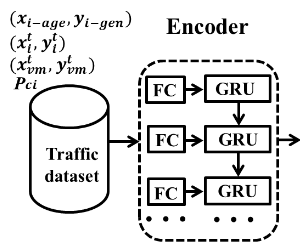 (x_{i-age}, y_{i-gen})
(x_i^t, y_i^t)
(x_{vm}^t, y_{vm}^t)
P_{ci}
Encoder
Traffic
dataset
FC
GRU
FC
GRU
FC
GRU
• • •
• • •